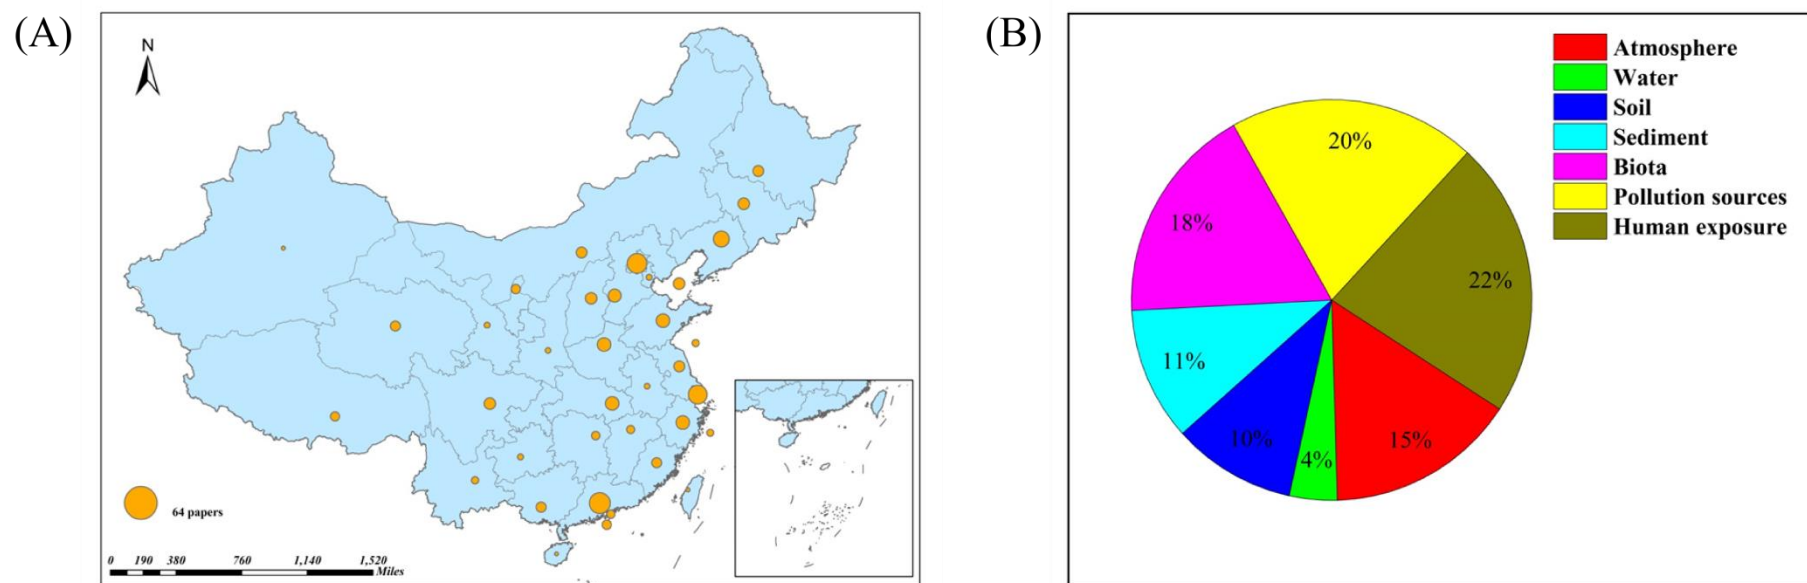 (A)
N
64 papers
0 190 380 760 1,140 1,520
Miles
(B)
Atmosphere
Water
Soil
Sediment
Biota
Pollution sources
Human exposure
20%
22%
18%
11%
10%
4%
15%